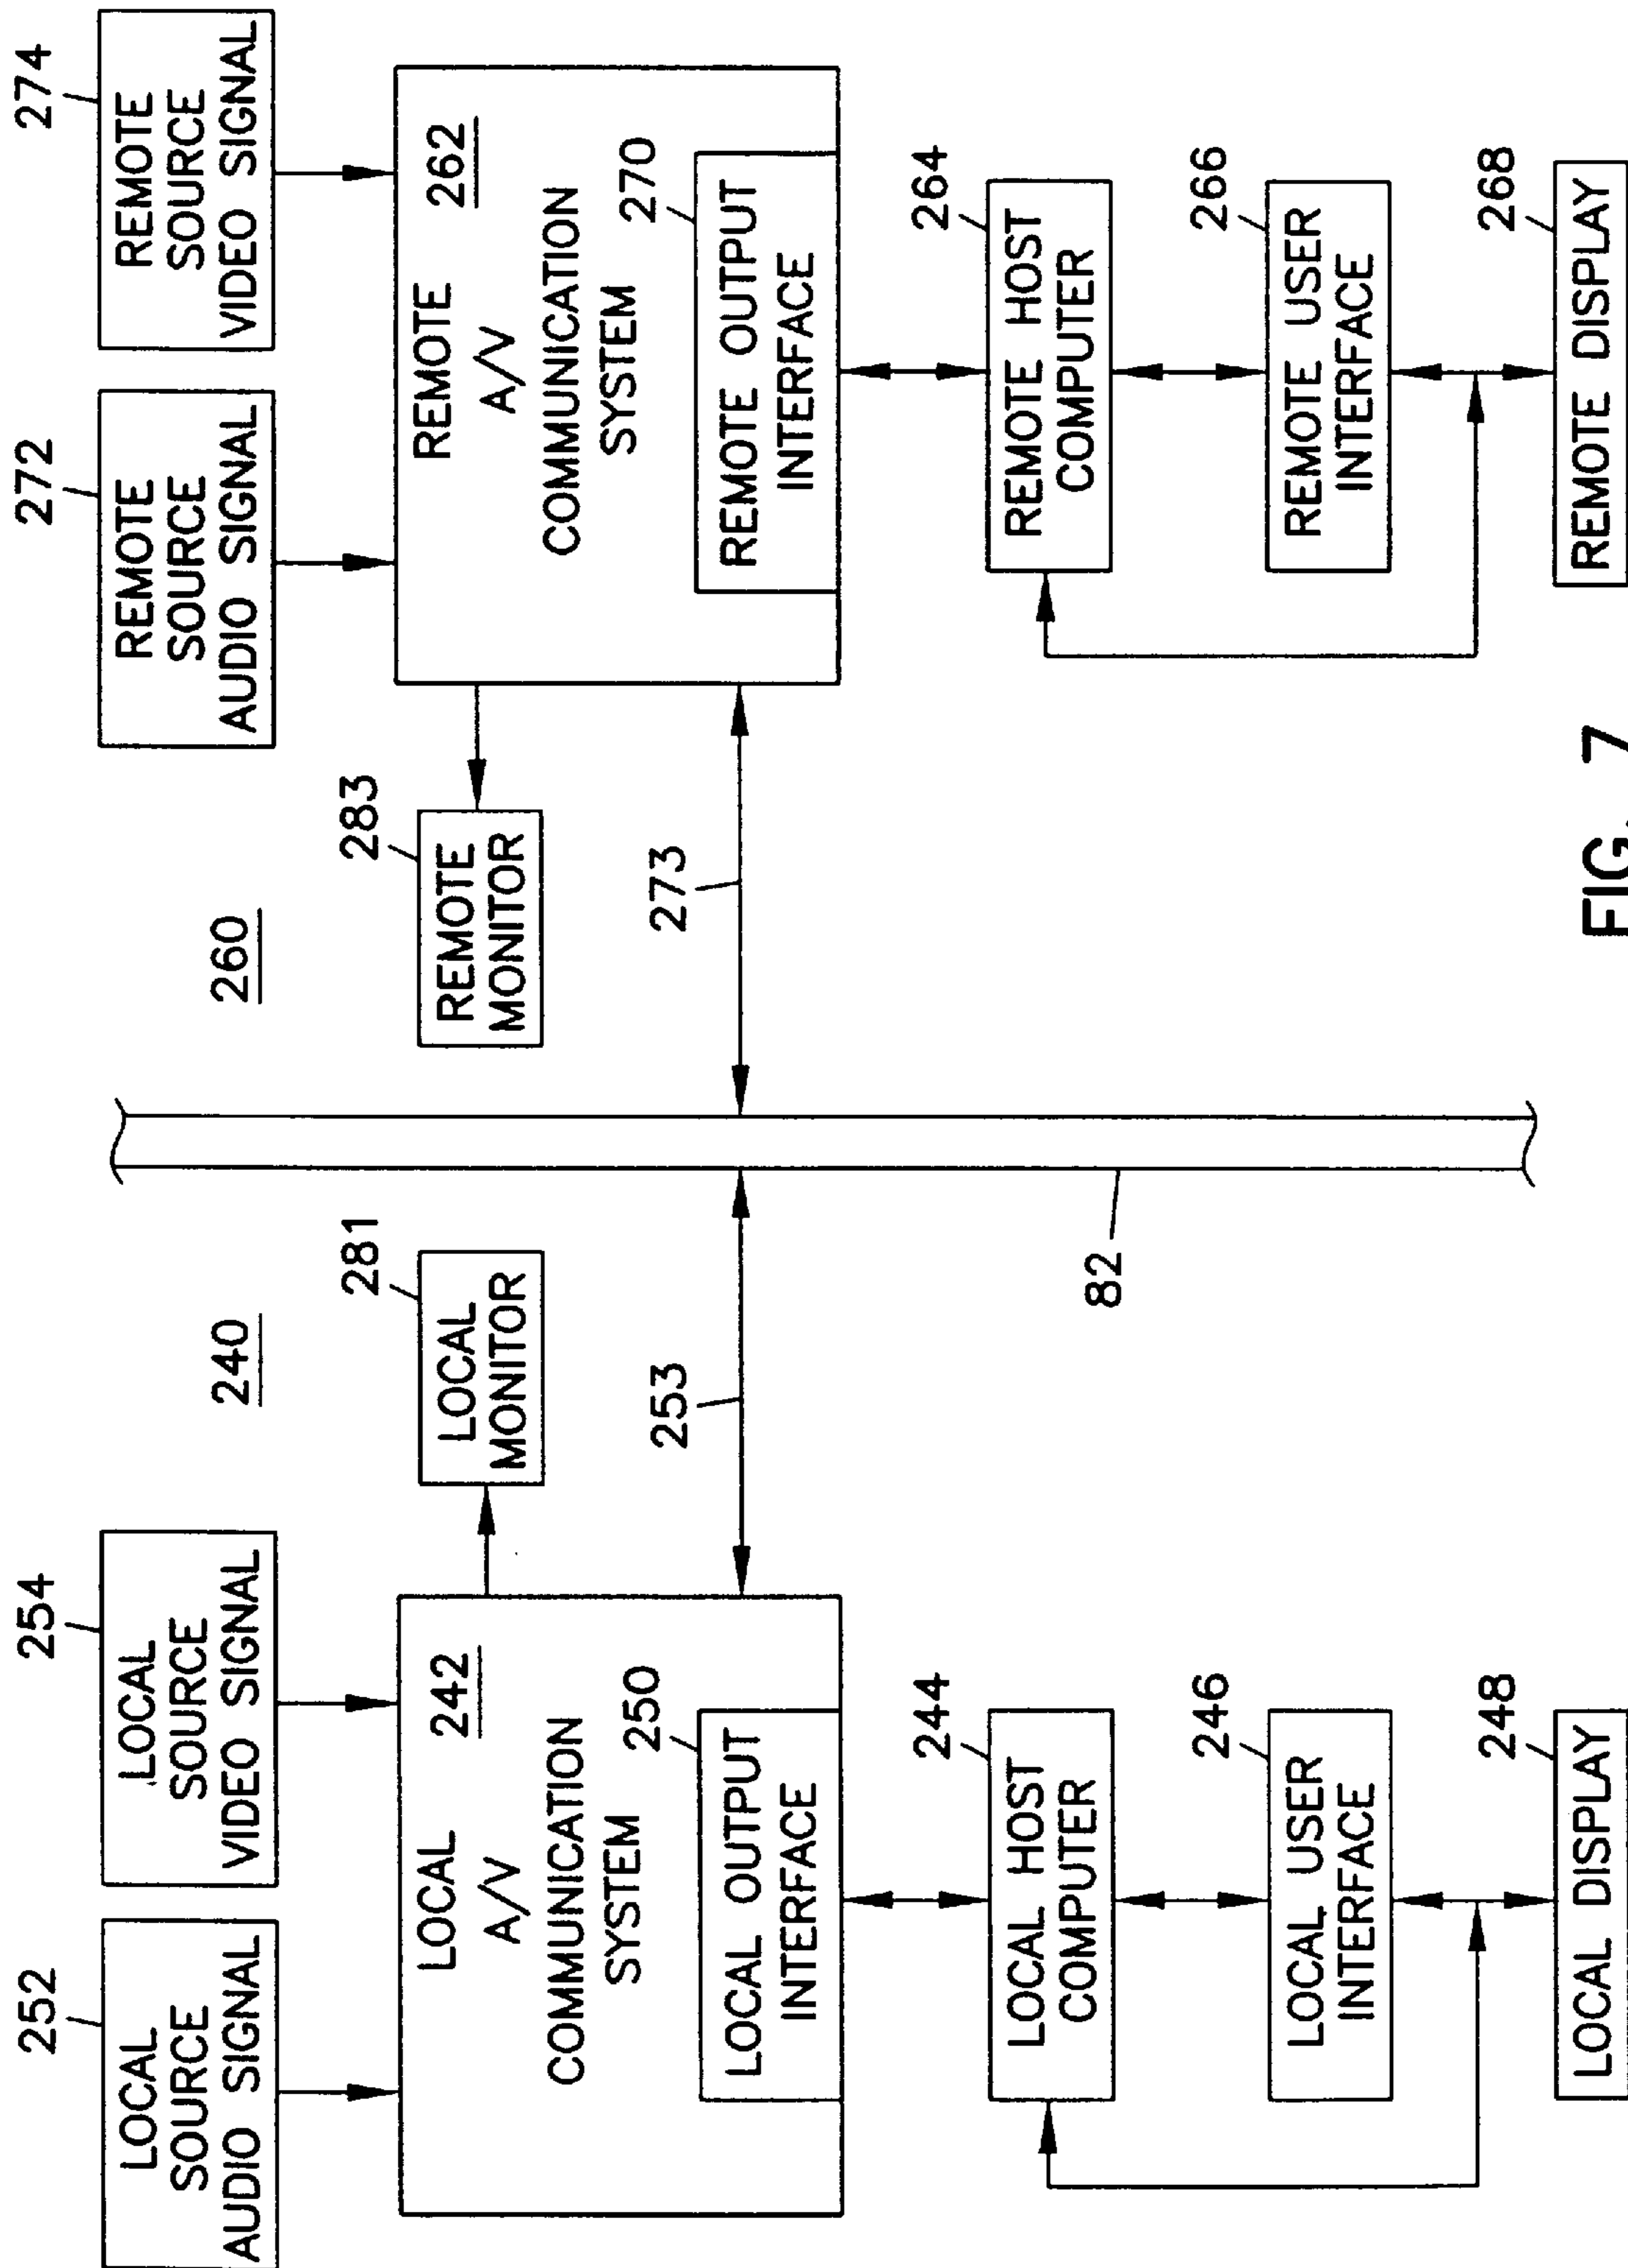 252
LOCAL
SOURCE
AUDIO SIGNAL
254
LOCAL
SOURCE
VIDEO SIGNAL
240
LOCAL
A/V
COMMUNICATION
SYSTEM
242
281
LOCAL
MONITOR
250
LOCAL OUTPUT
INTERFACE
253
244
LOCAL HOST
COMPUTER
82
246
LOCAL USER
INTERFACE
248
LOCAL DISPLAY
272
REMOTE
SOURCE
AUDIO SIGNAL
274
REMOTE
SOURCE
VIDEO SIGNAL
260
283
REMOTE
MONITOR
REMOTE
A/V
COMMUNICATION
SYSTEM
262
273
270
REMOTE OUTPUT
INTERFACE
264
REMOTE HOST
COMPUTER
266
REMOTE USER
INTERFACE
268
REMOTE DISPLAY
FIG. 7